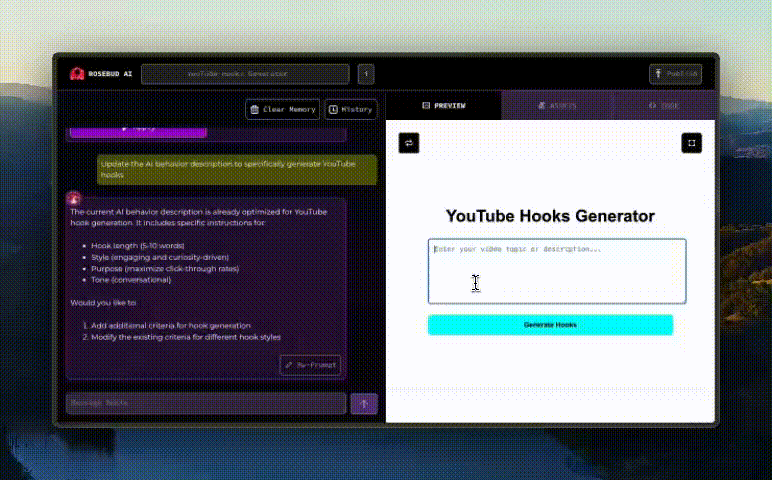 ROSEBUD AI
YouTube Hooks Generator
1
Publish
Clear Memory
History
PREVIEW
ASSETS
CODE
Apply
Update the AI behavior description to specifically generate YouTube
hooks
The current AI behavior description is already optimized for YouTube
hook generation. It includes specific instructions for:
Hook length (5-10 words)
Style (engaging and curiosity-driven)
Purpose (maximize click-through rates)
Tone (conversational)
Would you like to:
1. Add additional criteria for hook generation
2. Modify the existing criteria for different hook styles
Re-Prompt
Message Rosie
YouTube Hooks Generator
Enter your video topic or description...
Generate Hooks